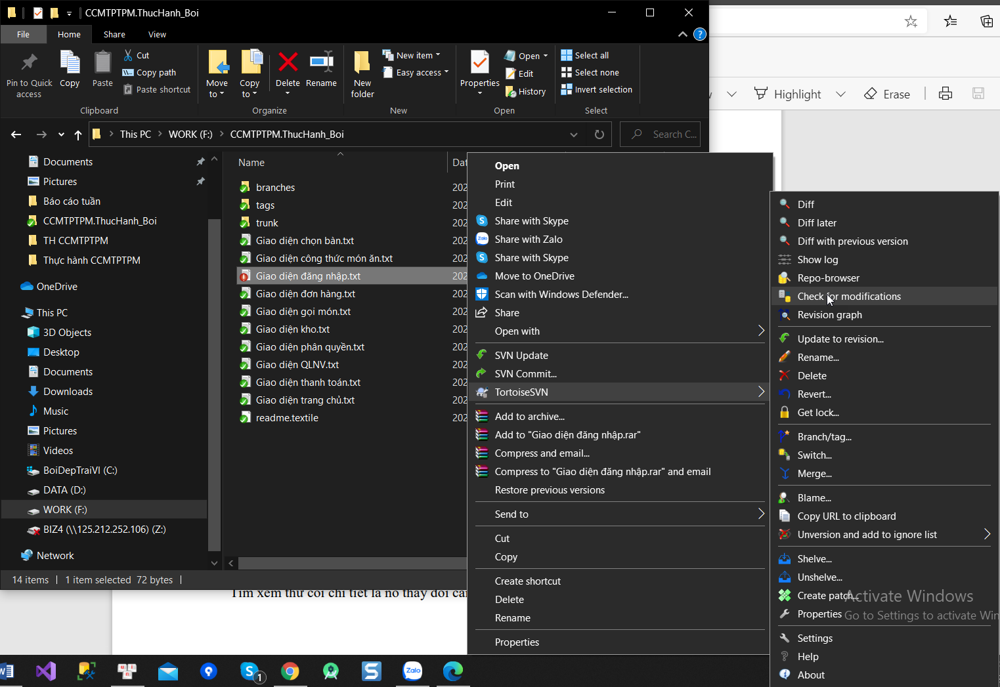 CCMTPTPM.ThucHanh_Boi
File
Home
Share
View
Pin to Quick access
Copy
Paste
Cut
Copy path
Paste shortcut
Clipboard
Move to
Copy to
Delete
Rename
Organize
New folder
New item
Easy access
New
Properties
Open
Edit
History
Open
Select all
Select none
Invert selection
Select
Highlight
Erase
This PC > WORK (F:) > CCMTPTPM.ThucHanh_Boi
Search C...
Documents
Pictures
Báo cáo tuần
CCMTPTPM.ThucHanh_Boi
TH CCMTPTPM
Thực hành CCMTPTPM
OneDrive
This PC
3D Objects
Desktop
Documents
Downloads
Music
Pictures
Videos
BoiDepTraiVl (C:)
DATA (D:)
WORK (F:)
BIZ4 (\\125.212.252.106) (Z:)
Network
Name
Dat
branches 202
tags 202
trunk 202
Giao diện chọn bàn.txt 202
Giao diện công thức món ăn.txt 202
Giao diện đăng nhập.txt 202
Giao diện đơn hàng.txt 202
Giao diện gọi món.txt 202
Giao diện kho.txt 202
Giao diện phân quyền.txt 202
Giao diện QLNV.txt 202
Giao diện thanh toán.txt 202
Giao diện trang chủ.txt 202
readme.textile 202
14 items
1 item selected 72 bytes
Open
Print
Edit
Share with Skype
Share with Zalo
Share with Skype
Move to OneDrive
Scan with Windows Defender...
Share
Open with
SVN Update
SVN Commit...
TortoiseSVN
Add to archive...
Add to "Giao diện đăng nhập.rar"
Compress and email...
Compress to "Giao diện đăng nhập.rar" and email
Restore previous versions
Send to
Cut
Copy
Create shortcut
Delete
Rename
Properties
Diff
Diff later
Diff with previous version
Show log
Repo-browser
Check for modifications
Revision graph
Update to revision...
Rename...
Delete
Revert...
Get lock...
Branch/tag...
Switch...
Merge...
Blame...
Copy URL to clipboard
Unversion and add to ignore list
Shelve...
Unshelve...
Create patch...
Properties
Settings
Help
About
Activate Windows
Go to Settings to activate Win
Zalo
1